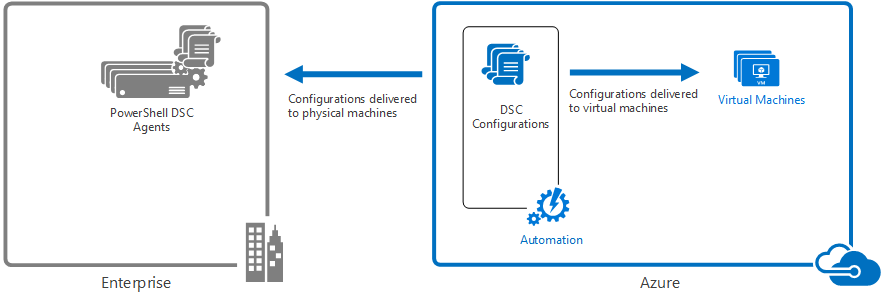 PowerShell DSC
Agents
Configurations delivered
to physical machines
DSC
Configurations
Configurations delivered
to virtual machines
VM
Virtual Machines
Automation
Enterprise
Azure